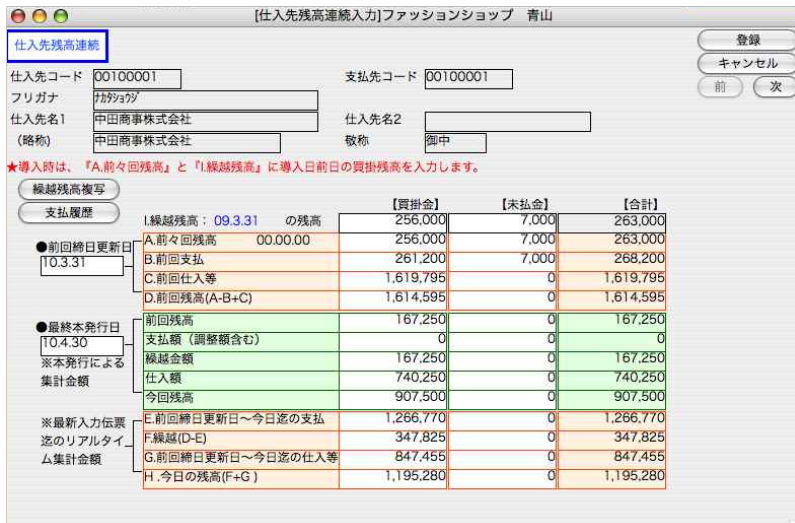 [仕入先残高連続入力]ファッションショップ 青山
仕入先残高連続
登録
キャンセル
前 次
仕入先コード 00100001 支払先コード 00100001
フリガナ ﾅｶﾀｼｮｳｼﾞ
仕入先名1 中田商事株式会社 仕入先名2
(略称) 中田商事株式会社 敬称 御中
★導入時は、『A.前々回残高』と『I.繰越残高』に導入日前日の買掛残高を入力します。
繰越残高複写
支払履歴
【買掛金】 【未払金】 【合計】
I.繰越残高： 09.3.31 の残高 256,000 7,000 263,000
●前回締日更新日
10.3.31
A.前々回残高 00.00.00 256,000 7,000 263,000
B.前回支払 261,200 7,000 268,200
C.前回仕入等 1,619,795 0 1,619,795
D.前回残高(A-B+C) 1,614,595 0 1,614,595
●最終本発行日
10.4.30
※本発行による
集計金額
前回残高 167,250 0 167,250
支払額（調整額含む） 0 0 0
繰越金額 167,250 0 167,250
仕入額 740,250 0 740,250
今回残高 907,500 0 907,500
※最新入力伝票
迄のリアルタイ
ム集計金額
E.前回締日更新日〜今日迄の支払 1,266,770 0 1,266,770
F.繰越(D-E) 347,825 0 347,825
G.前回締日更新日〜今日迄の仕入等 847,455 0 847,455
H .今日の残高(F+G ) 1,195,280 0 1,195,280